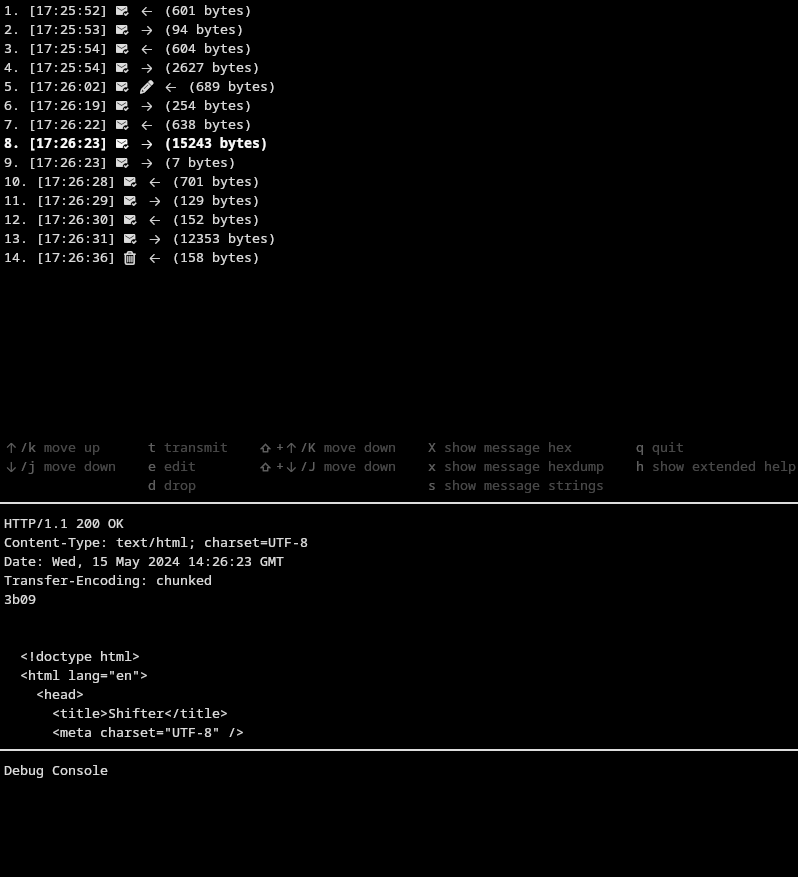 1. [17:25:52] ← (601 bytes)
2. [17:25:53] → (94 bytes)
3. [17:25:54] ← (604 bytes)
4. [17:25:54] → (2627 bytes)
5. [17:26:02] ← (689 bytes)
6. [17:26:19] → (254 bytes)
7. [17:26:22] ← (638 bytes)
8. [17:26:23] → (15243 bytes)
9. [17:26:23] → (7 bytes)
10. [17:26:28] ← (701 bytes)
11. [17:26:29] → (129 bytes)
12. [17:26:30] ← (152 bytes)
13. [17:26:31] → (12353 bytes)
14. [17:26:36] ← (158 bytes)
↑/k move up t transmit ⇧+↑/K move down X show message hex q quit
↓/j move down e edit ⇧+↓/J move down x show message hexdump h show extended help
d drop s show message strings
HTTP/1.1 200 OK
Content-Type: text/html; charset=UTF-8
Date: Wed, 15 May 2024 14:26:23 GMT
Transfer-Encoding: chunked
3b09
<!doctype html>
<html lang="en">
<head>
<title>Shifter</title>
<meta charset="UTF-8" />
Debug Console